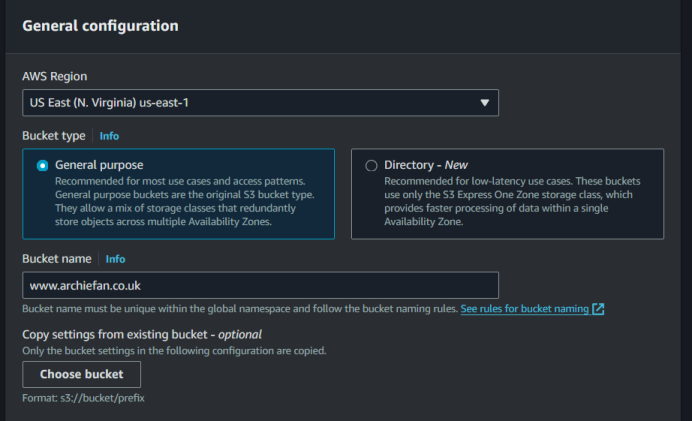 General configuration
AWS Region
US East (N. Virginia) us-east-1
Bucket type Info
General purpose
Recommended for most use cases and access patterns.
General purpose buckets are the original S3 bucket type.
They allow a mix of storage classes that redundantly
store objects across multiple Availability Zones.
Directory - New
Recommended for low-latency use cases. These buckets
use only the S3 Express One Zone storage class, which
provides faster processing of data within a single
Availability Zone.
Bucket name Info
www.archiefan.co.uk
Bucket name must be unique within the global namespace and follow the bucket naming rules. See rules for bucket naming
Copy settings from existing bucket - optional
Only the bucket settings in the following configuration are copied.
Choose bucket
Format: s3://bucket/prefix